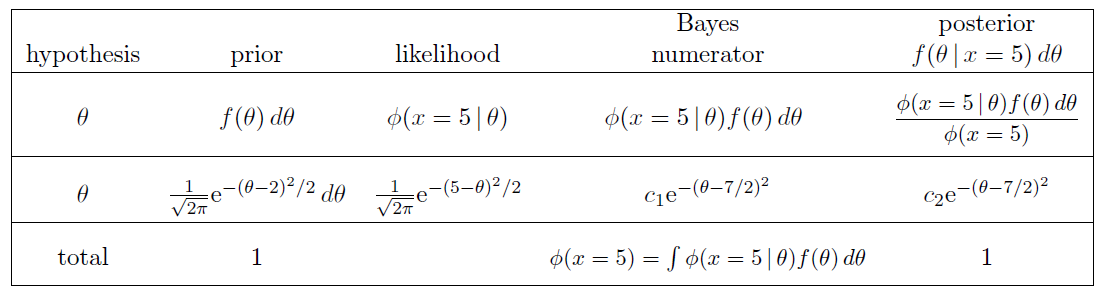 Bayes posterior
hypothesis prior likelihood numerator f(θ | x = 5) dθ
θ f(θ) dθ φ(x = 5 | θ) φ(x = 5 | θ)f(θ) dθ φ(x = 5 | θ)f(θ) dθ / φ(x = 5)
θ 1/√2π e^−(θ−2)²/2 dθ 1/√2π e^−(5−θ)²/2 c₁e^−(θ−7/2)² c₂e^−(θ−7/2)²
total 1 φ(x = 5) = ∫ φ(x = 5 | θ)f(θ) dθ 1